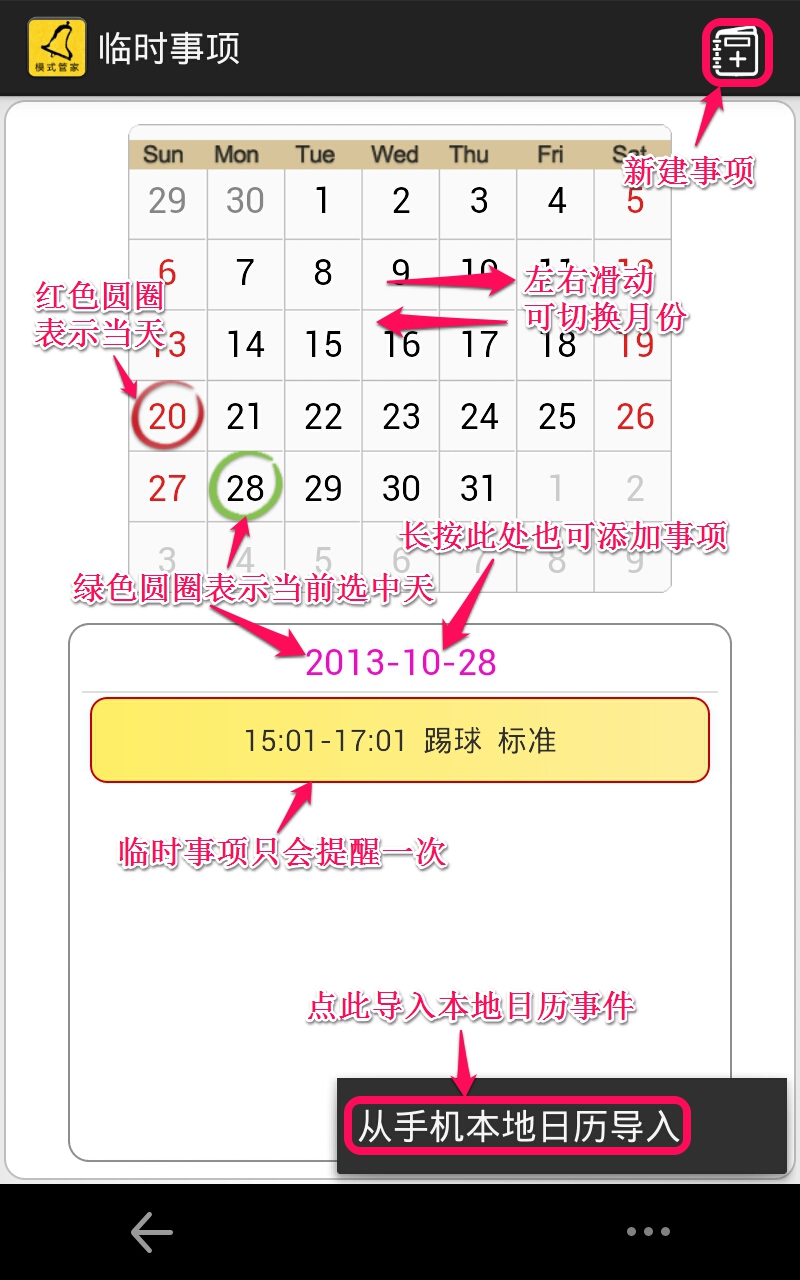 模式管家
临时事项
新建事项
Sun Mon Tue Wed Thu Fri Sat
29 30 1 2 3 4 5
6 7 8 9 10 11 12
左右滑动
可切换月份
红色圆圈
表示当天
13 14 15 16 17 18 19
20 21 22 23 24 25 26
27 28 29 30 31 1 2
长按此处也可添加事项
3 4 5 6 7 8 9
绿色圆圈表示当前选中天
2013-10-28
15:01-17:01 踢球 标准
临时事项只会提醒一次
点此导入本地日历事件
从手机本地日历导入